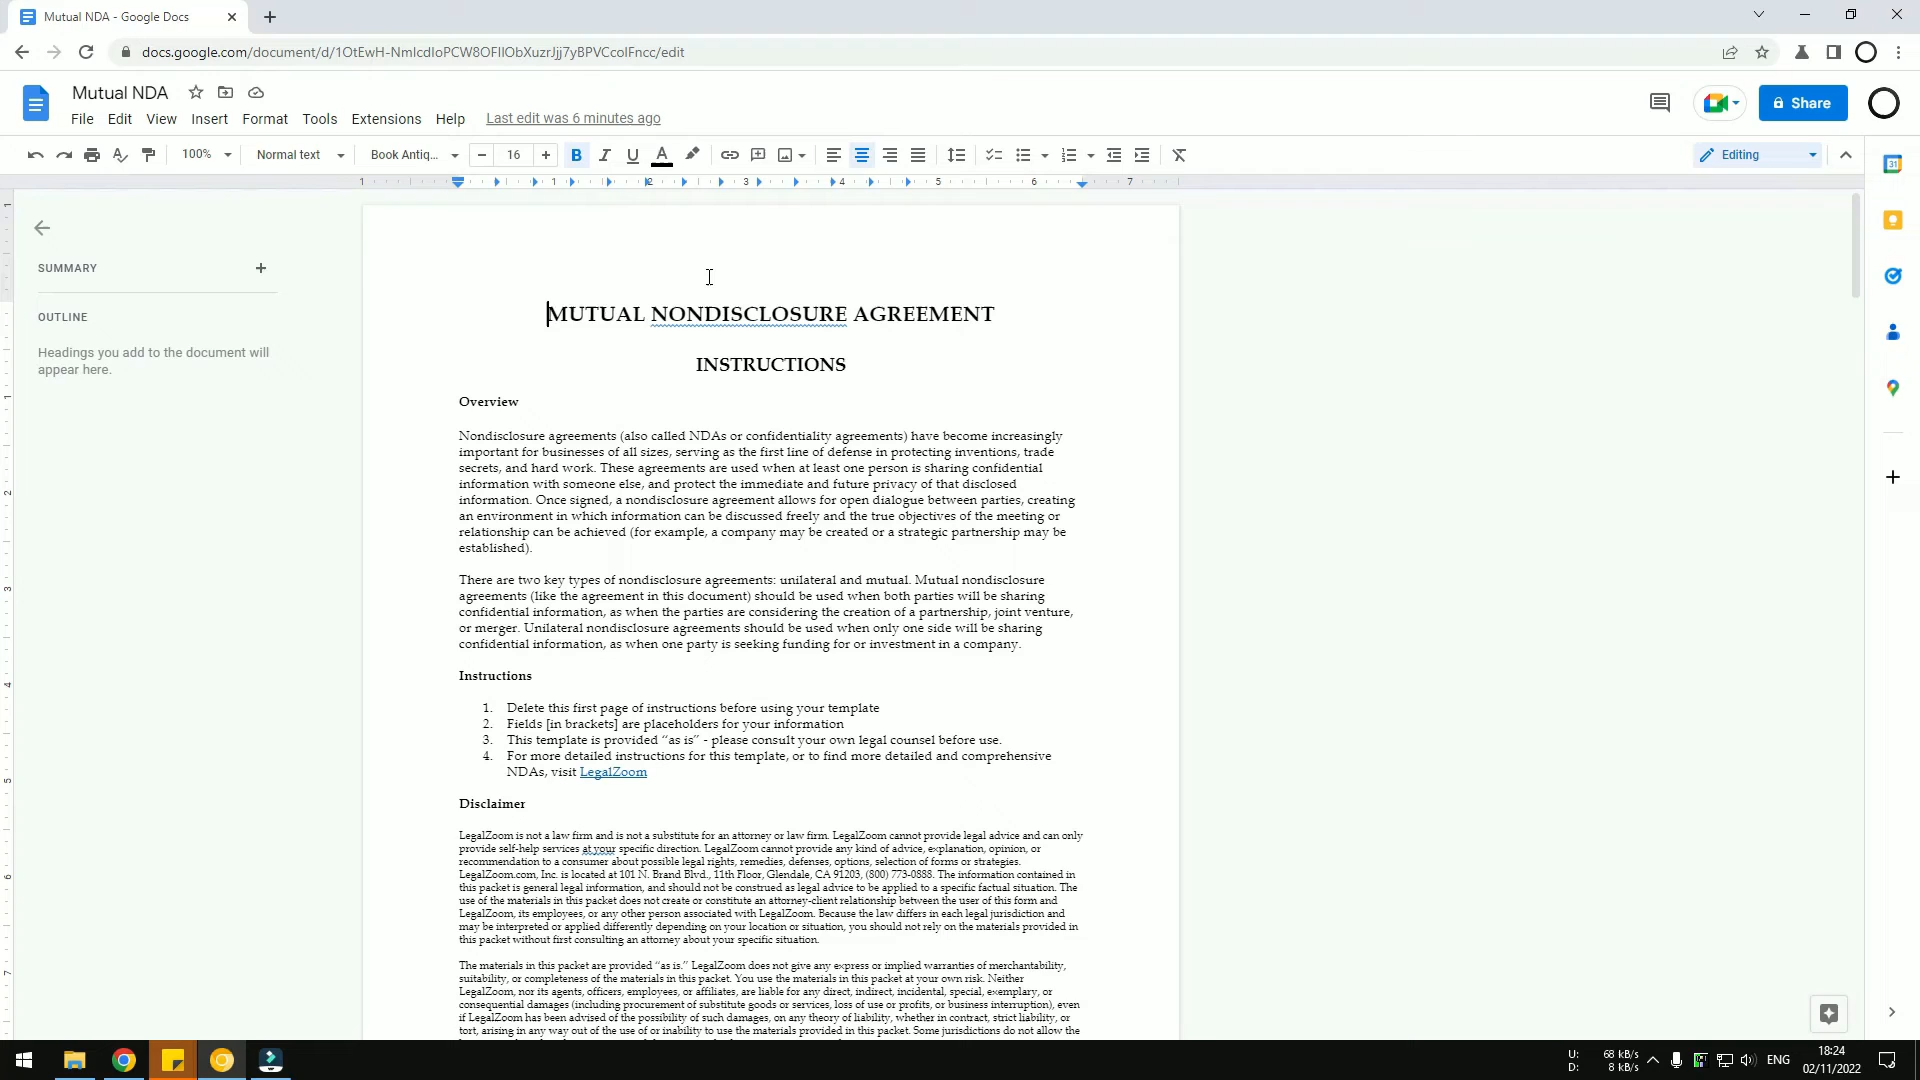 Mutual NDA - Google Docs
docs.google.com/document/d/1OtEwH-NmIcdIoPCW8OFIIObXuzrJjj7yBPVCcoIFncc/edit
Mutual NDA
File Edit View Insert Format Tools Extensions Help Last edit was 6 minutes ago
Share
100% Normal text Book Antiq... 16 Editing
1 1 2 3 4 5 6 7
SUMMARY
OUTLINE
Headings you add to the document will
appear here.
MUTUAL NONDISCLOSURE AGREEMENT
INSTRUCTIONS
Overview
Nondisclosure agreements (also called NDAs or confidentiality agreements) have become increasingly
important for businesses of all sizes, serving as the first line of defense in protecting inventions, trade
secrets, and hard work. These agreements are used when at least one person is sharing confidential
information with someone else, and protect the immediate and future privacy of that disclosed
information. Once signed, a nondisclosure agreement allows for open dialogue between parties, creating
an environment in which information can be discussed freely and the true objectives of the meeting or
relationship can be achieved (for example, a company may be created or a strategic partnership may be
established).
There are two key types of nondisclosure agreements: unilateral and mutual. Mutual nondisclosure
agreements (like the agreement in this document) should be used when both parties will be sharing
confidential information, as when the parties are considering the creation of a partnership, joint venture,
or merger. Unilateral nondisclosure agreements should be used when only one side will be sharing
confidential information, as when one party is seeking funding for or investment in a company.
Instructions
1. Delete this first page of instructions before using your template
2. Fields [in brackets] are placeholders for your information
3. This template is provided “as is” - please consult your own legal counsel before use.
4. For more detailed instructions for this template, or to find more detailed and comprehensive
NDAs, visit LegalZoom
Disclaimer
LegalZoom is not a law firm and is not a substitute for an attorney or law firm. LegalZoom cannot provide legal advice and can only
provide self-help services at your specific direction. LegalZoom cannot provide any kind of advice, explanation, opinion, or
recommendation to a consumer about possible legal rights, remedies, defenses, options, selection of forms or strategies.
LegalZoom.com, Inc. is located at 101 N. Brand Blvd., 11th Floor, Glendale, CA 91203, (800) 773-0888. The information contained in
this packet is general legal information, and should not be construed as legal advice to be applied to a specific factual situation. The
use of the materials in this packet does not create or constitute an attorney-client relationship between the user of this form and
LegalZoom, its employees, or any other person associated with LegalZoom. Because the law differs in each legal jurisdiction and
may be interpreted or applied differently depending on your location or situation, you should not rely on the materials provided in
this packet without first consulting an attorney about your specific situation.
The materials in this packet are provided “as is.” LegalZoom does not give any express or implied warranties of merchantability,
suitability, or completeness of the materials in this packet. You use the materials in this packet at your own risk. Neither
LegalZoom, nor its agents, officers, employees, or affiliates, are liable for any direct, indirect, incidental, special, exemplary, or
consequential damages (including procurement of substitute goods or services, loss of use or profits, or business interruption), even
if LegalZoom has been advised of the possibility of such damages, on any theory of liability, whether in contract, strict liability, or
tort, arising in any way out of the use of or inability to use the materials provided in this packet. Some jurisdictions do not allow the
U: 68 kB/s
D: 8 kB/s
ENG
18:24
02/11/2022